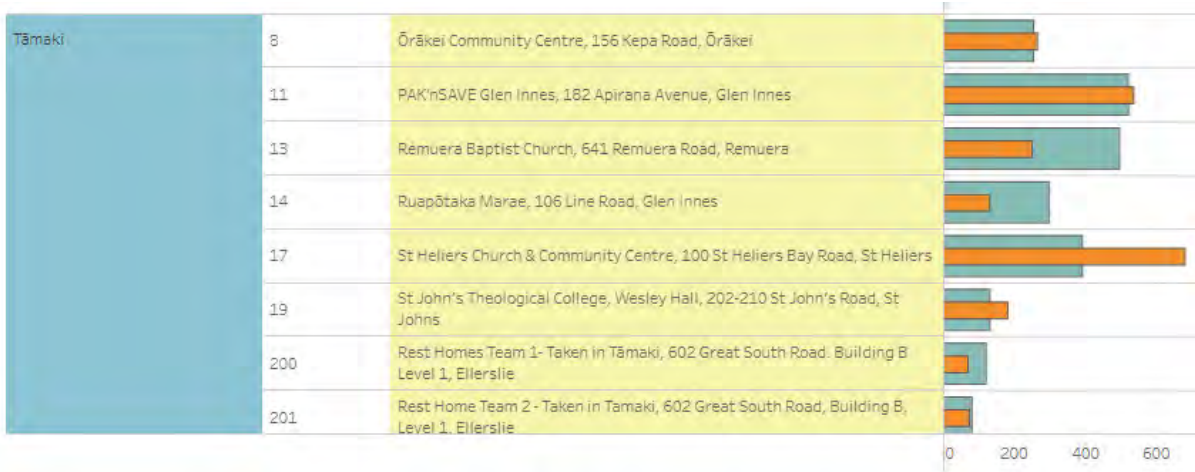 Tāmaki
8
Ōrākei Community Centre, 156 Kepa Road, Ōrākei
11
PAK'nSAVE Glen Innes, 182 Apirana Avenue, Glen Innes
13
Remuera Baptist Church, 641 Remuera Road, Remuera
14
Ruapōtaka Marae, 106 Line Road, Glen Innes
17
St Heliers Church & Community Centre, 100 St Heliers Bay Road, St Heliers
19
St John's Theological College, Wesley Hall, 202-210 St John's Road, St
Johns
200
Rest Homes Team 1- Taken in Tāmaki, 602 Great South Road. Building B
Level 1, Ellerslie
201
Rest Home Team 2 - Taken in Tamaki, 602 Great South Road, Building B,
Level 1. Ellerslie
0 200 400 600